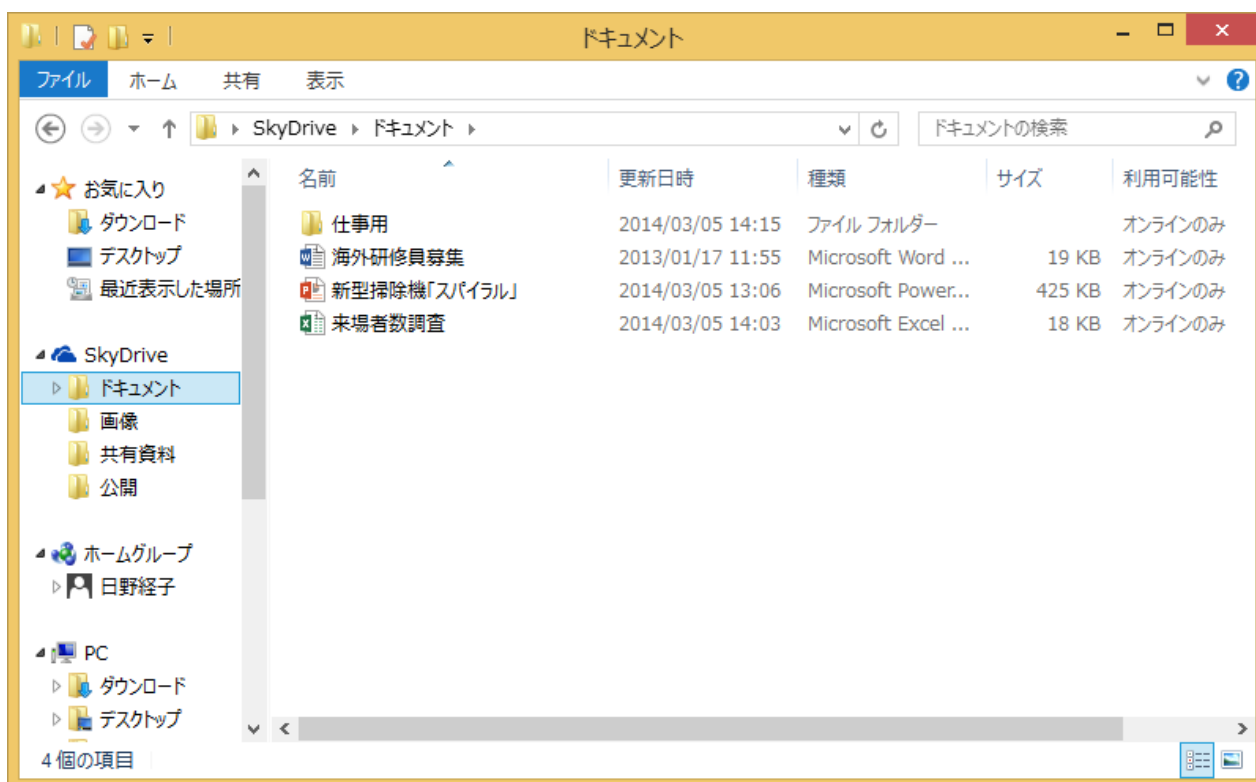 ドキュメント
ファイル ホーム 共有 表示
SkyDrive ドキュメント ドキュメントの検索
名前 更新日時 種類 サイズ 利用可能性
仕事用 2014/03/05 14:15 ファイル フォルダー オンラインのみ
海外研修員募集 2013/01/17 11:55 Microsoft Word ... 19 KB オンラインのみ
新型掃除機「スパイラル」 2014/03/05 13:06 Microsoft Power... 425 KB オンラインのみ
来場者数調査 2014/03/05 14:03 Microsoft Excel ... 18 KB オンラインのみ
お気に入り
ダウンロード
デスクトップ
最近表示した場所
SkyDrive
ドキュメント
画像
共有資料
公開
ホームグループ
日野経子
PC
ダウンロード
デスクトップ
4 個の項目